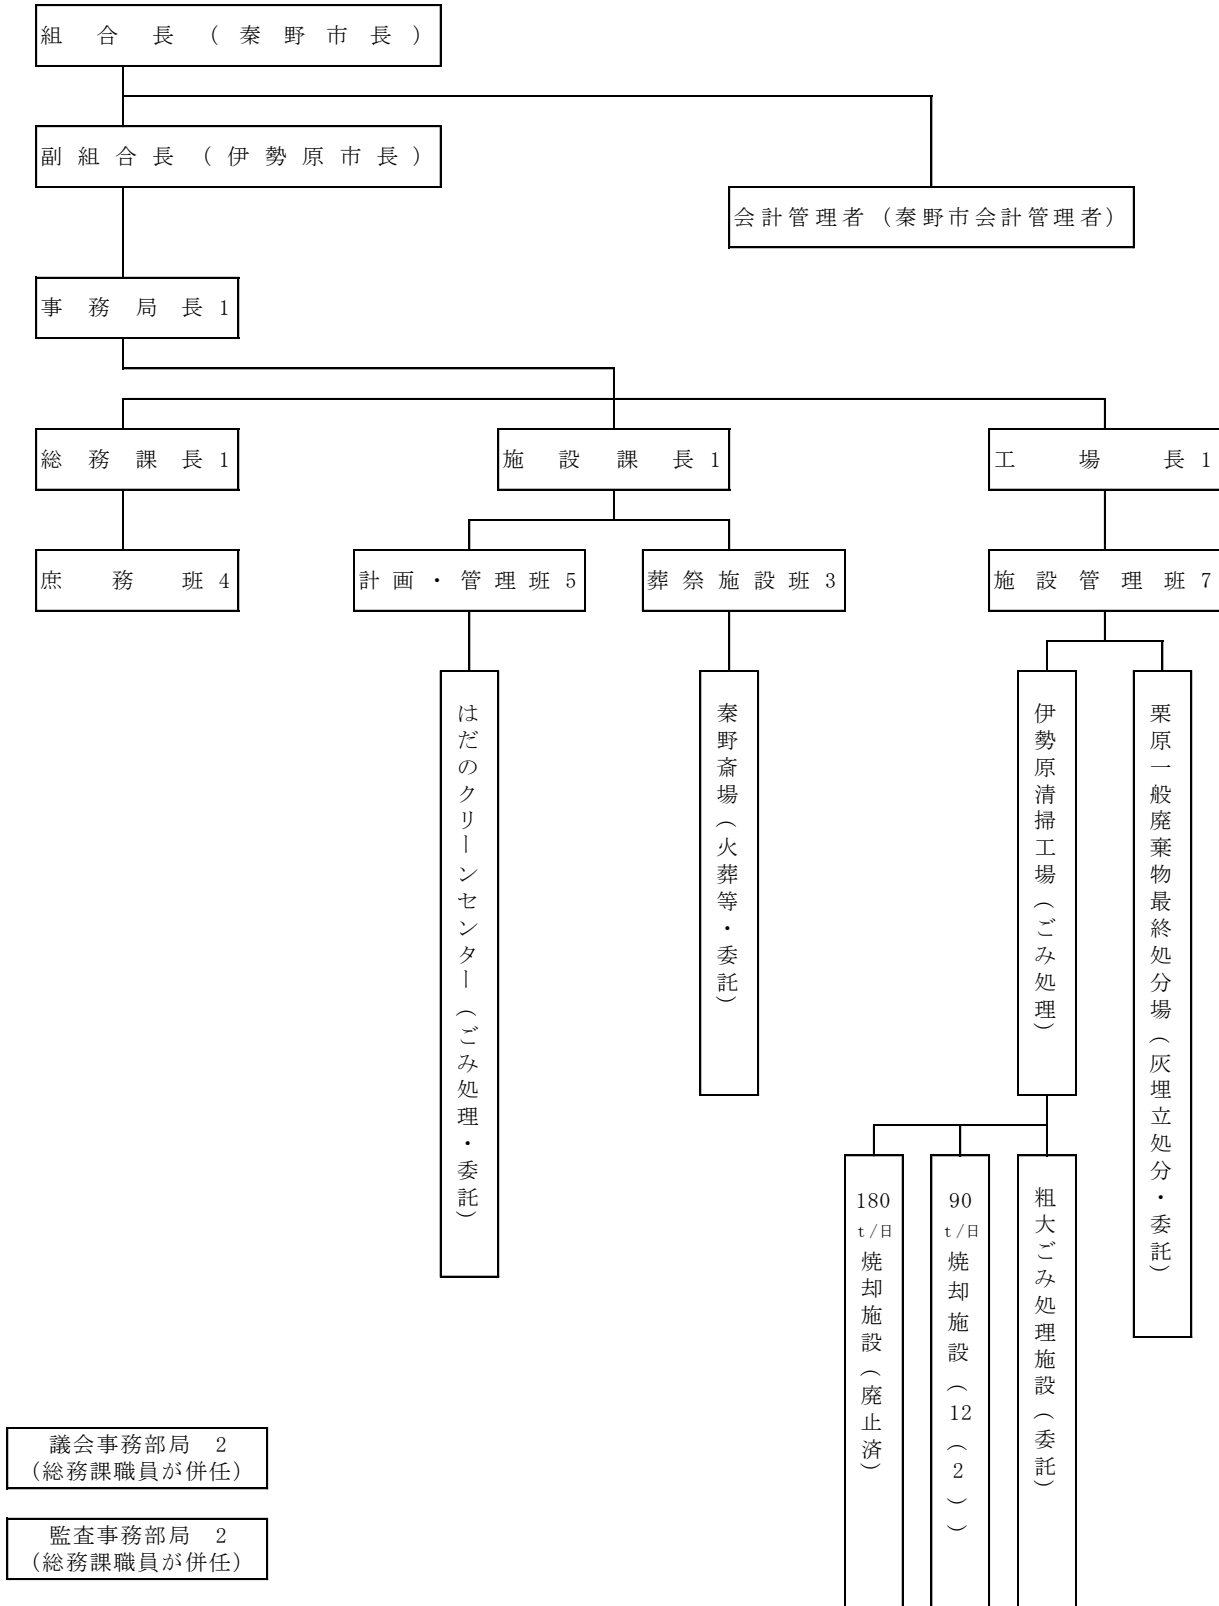 組合長（秦野市長）
副組合長（伊勢原市長）
会計管理者（秦野市会計管理者）
事務局長 1
総務課長 1
施設課長 1
工場長 1
庶務班 4
計画・管理班 5
葬祭施設班 3
施設管理班 7
はだのクリーンセンター（ごみ処理・委託）
秦野斎場（火葬等・委託）
伊勢原清掃工場（ごみ処理）
栗原一般廃棄物最終処分場（灰埋立処分・委託）
180t/日焼却施設（廃止済）
90t/日焼却施設（12（2））
粗大ごみ処理施設（委託）
議会事務部局 2
（総務課職員が併任）
監査事務部局 2
（総務課職員が併任）